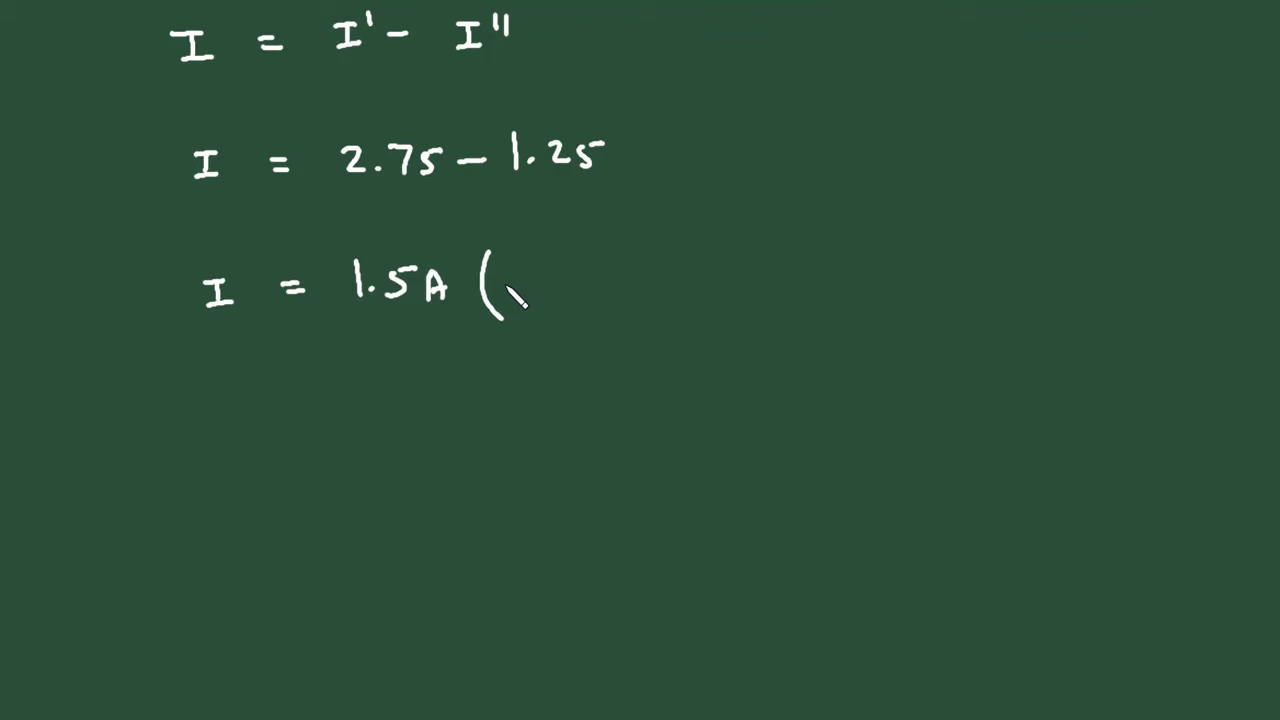 I = I' - I"
I = 2.75 - 1.25
I = 1.5A (